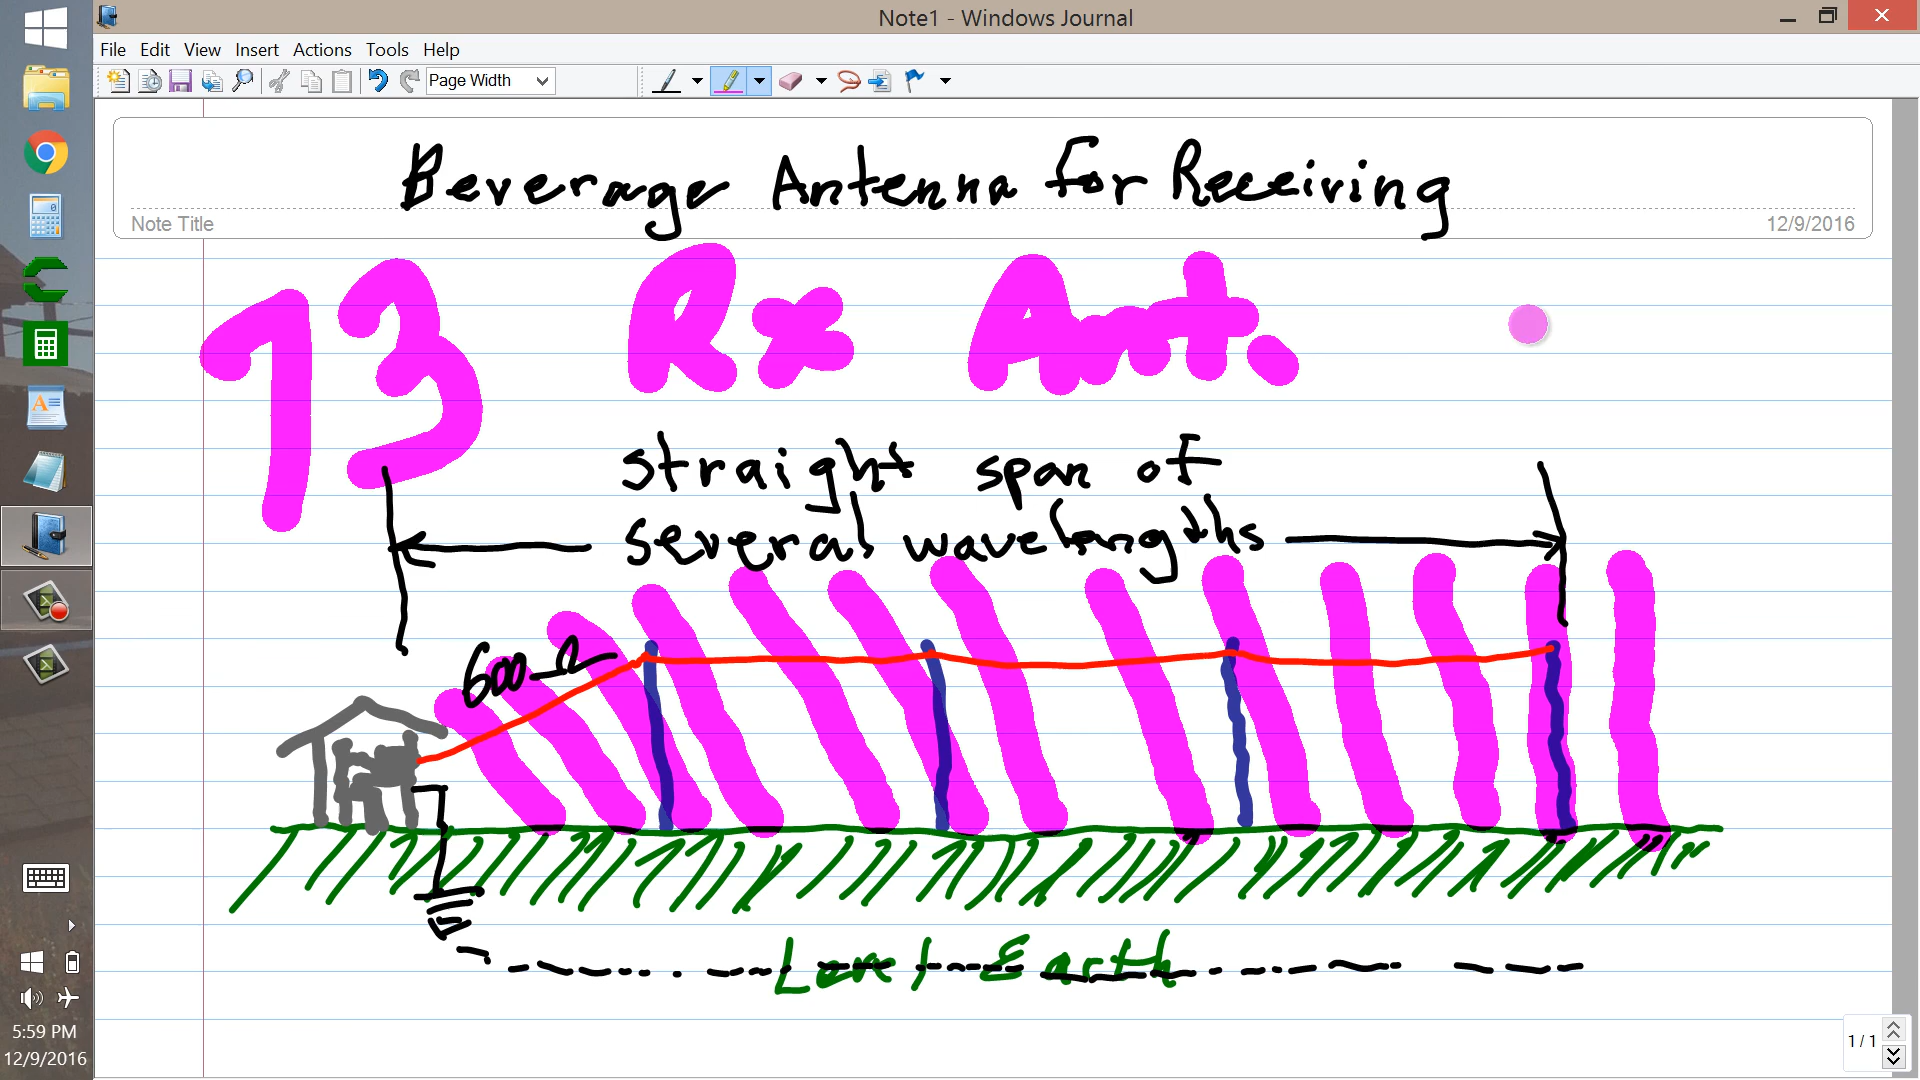 Note1 - Windows Journal
File Edit View Insert Actions Tools Help
Page Width
Beverage Antenna for Receiving
Note Title
12/9/2016
73 Rx Ant.
straight span of
several wavelengths
600 Ω
Level Earth
1 / 1
5:59 PM
12/9/2016